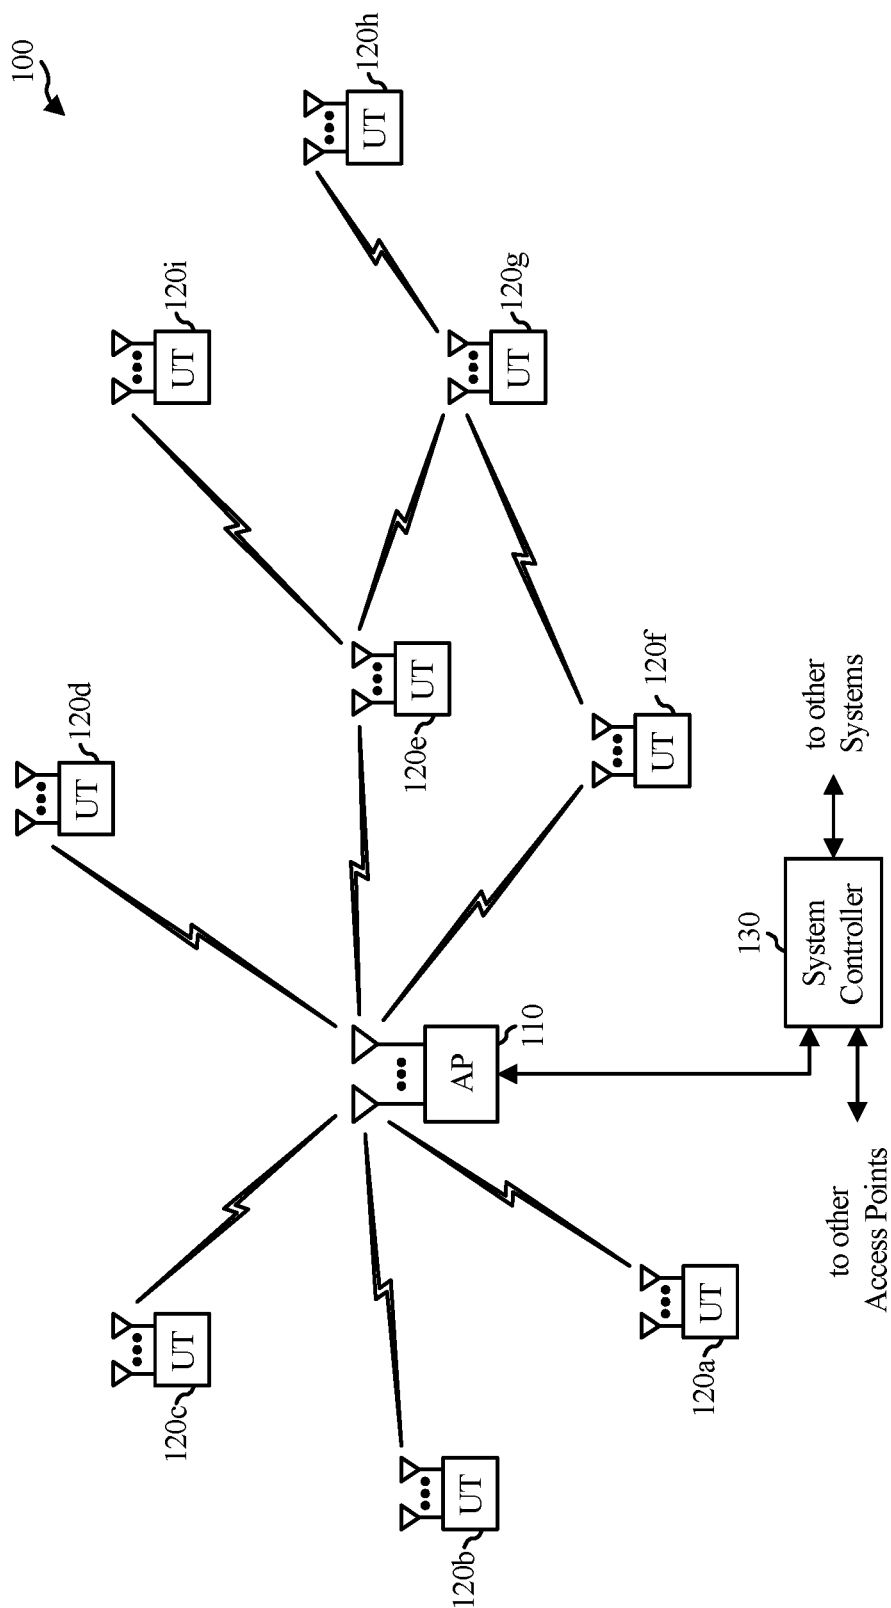 100
120d
UT
120i
UT
120h
UT
120c
UT
120e
UT
120g
UT
120b
UT
AP
110
120f
UT
120a
UT
130
System
Controller
to other
Access Points
to other
Systems